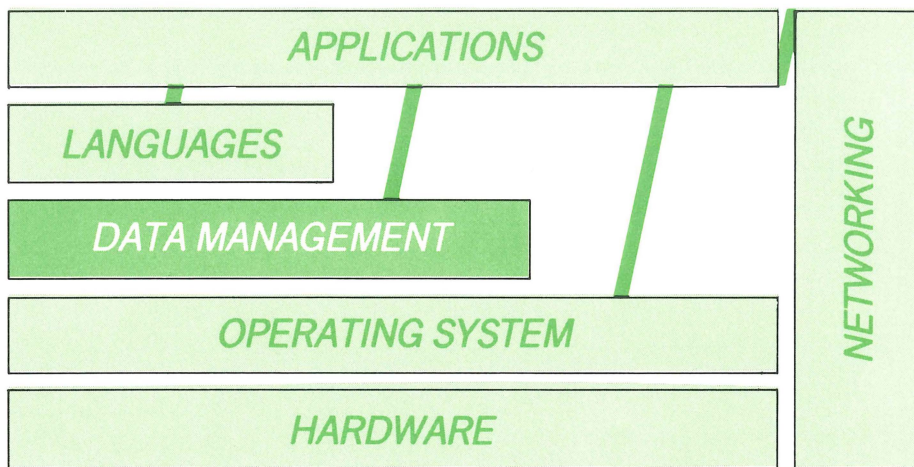 APPLICATIONS
LANGUAGES
DATA MANAGEMENT
OPERATING SYSTEM
HARDWARE
NETWORKING